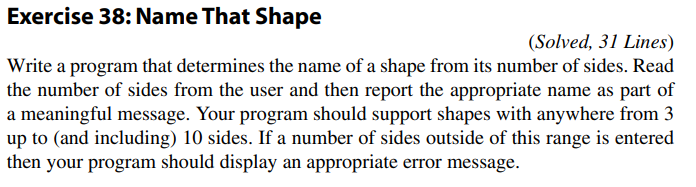 Exercise 38: Name That Shape
(Solved, 31 Lines)
Write a program that determines the name of a shape from its number of sides. Read
the number of sides from the user and then report the appropriate name as part of
a meaningful message. Your program should support shapes with anywhere from 3
up to (and including) 10 sides. If a number of sides outside of this range is entered
then your program should display an appropriate error message.